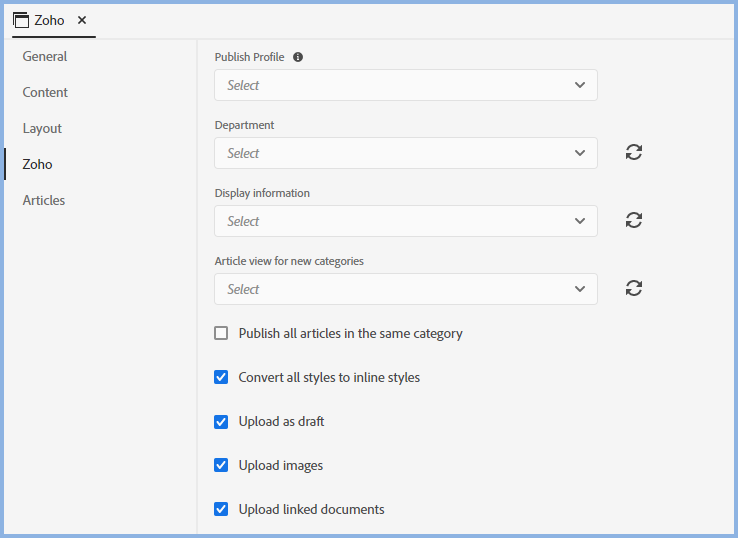 Zoho
General
Content
Layout
Zoho
Articles
Publish Profile
Select
Department
Select
Display information
Select
Article view for new categories
Select
Publish all articles in the same category
Convert all styles to inline styles
Upload as draft
Upload images
Upload linked documents